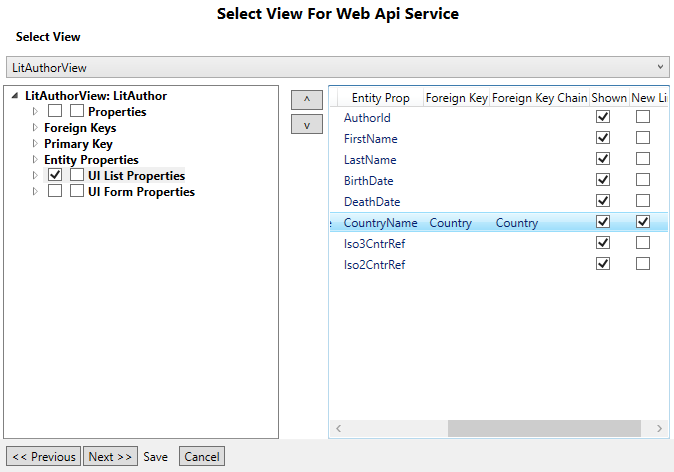 Select View For Web Api Service
Select View
LitAuthorView
LitAuthorView: LitAuthor
Properties
Foreign Keys
Primary Key
Entity Properties
UI List Properties
UI Form Properties
^
v
Entity Prop Foreign Key Foreign Key Chain Shown New Li
AuthorId
FirstName
LastName
BirthDate
DeathDate
CountryName Country Country
Iso3CntrRef
Iso2CntrRef
<< Previous Next >> Save Cancel